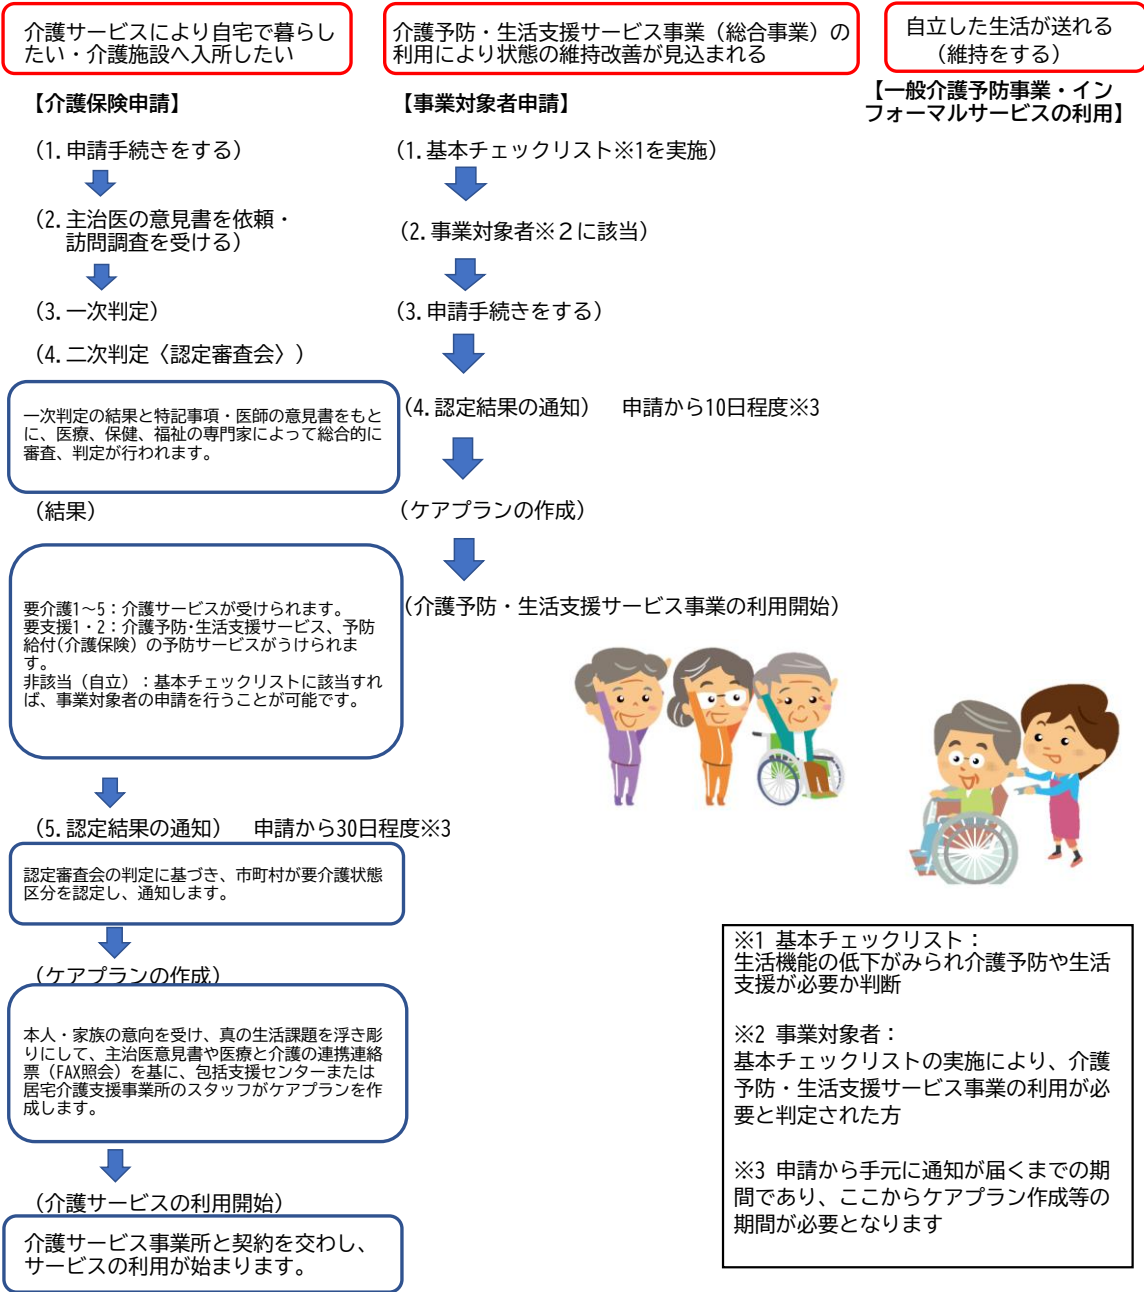 介護サービスにより自宅で暮らし
たい・介護施設へ入所したい
【介護保険申請】
(1.申請手続きをする)
(2.主治医の意見書を依頼・
訪問調査を受ける)
(3.一次判定)
(4.二次判定〈認定審査会〉)
一次判定の結果と特記事項・医師の意見書をもと
に、医療、保健、福祉の専門家によって総合的に
審査、判定が行われます。
(結果)
要介護1～5：介護サービスが受けられます。
要支援1・2：介護予防・生活支援サービス、予防
給付(介護保険)の予防サービスがうけられま
す。
非該当（自立）：基本チェックリストに該当すれ
ば、事業対象者の申請を行うことが可能です。
(5.認定結果の通知)　申請から30日程度※3
認定審査会の判定に基づき、市町村が要介護状態
区分を認定し、通知します。
(ケアプランの作成)
本人・家族の意向を受け、真の生活課題を浮き彫
りにして、主治医意見書や医療と介護の連携連絡
票（FAX照会）を基に、包括支援センターまたは
居宅介護支援事業所のスタッフがケアプランを作
成します。
(介護サービスの利用開始)
介護サービス事業所と契約を交わし、
サービスの利用が始まります。
介護予防・生活支援サービス事業（総合事業）の
利用により状態の維持改善が見込まれる
【事業対象者申請】
(1.基本チェックリスト※1を実施)
(2.事業対象者※２に該当)
(3.申請手続きをする)
(4.認定結果の通知)　申請から10日程度※3
(ケアプランの作成)
(介護予防・生活支援サービス事業の利用開始)
自立した生活が送れる
（維持をする）
【一般介護予防事業・イン
フォーマルサービスの利用】
※1 基本チェックリスト：
生活機能の低下がみられ介護予防や生活
支援が必要か判断
※2 事業対象者：
基本チェックリストの実施により、介護
予防・生活支援サービス事業の利用が必
要と判定された方
※3 申請から手元に通知が届くまでの期
間であり、ここからケアプラン作成等の
期間が必要となります